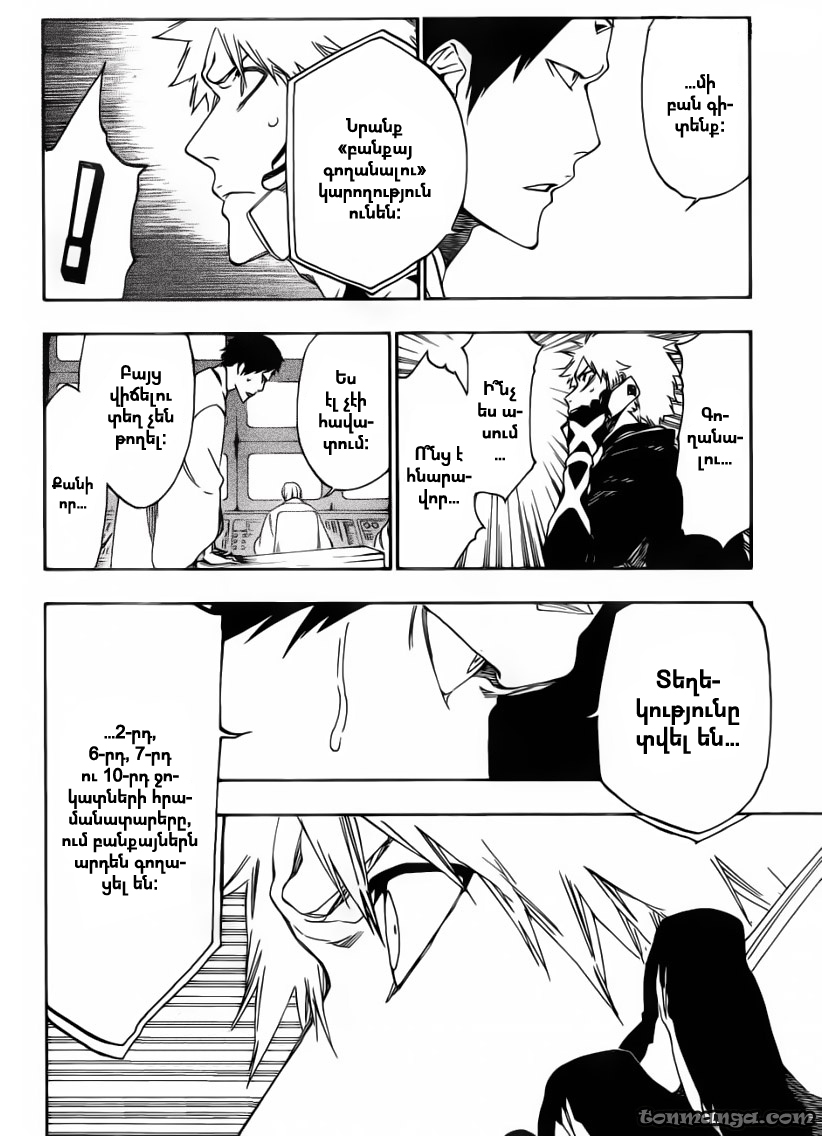 ...մի
բան գի-
տենք:
Նրանք
«բանքայ
գողանալու»
կարողություն
ունեն:
Գո-
ղանա-
լու...
Ի՞նչ
ես ա-
սում
...
Ո՞նց է
հնարա-
վոր...
Ես
էլ չէի
հավա-
տում:
Բայց
վիճելու
տեղ չեն
թողել:
Քանի
որ...
Տեղե-
կությունը
տվել են...
...2-րդ,
6-րդ, 7-րդ
ու 10-րդ ջո-
կատների հրա-
մանատարերը,
ում բանքայներն
արդեն գողա-
ցել են:
tonmanga.com